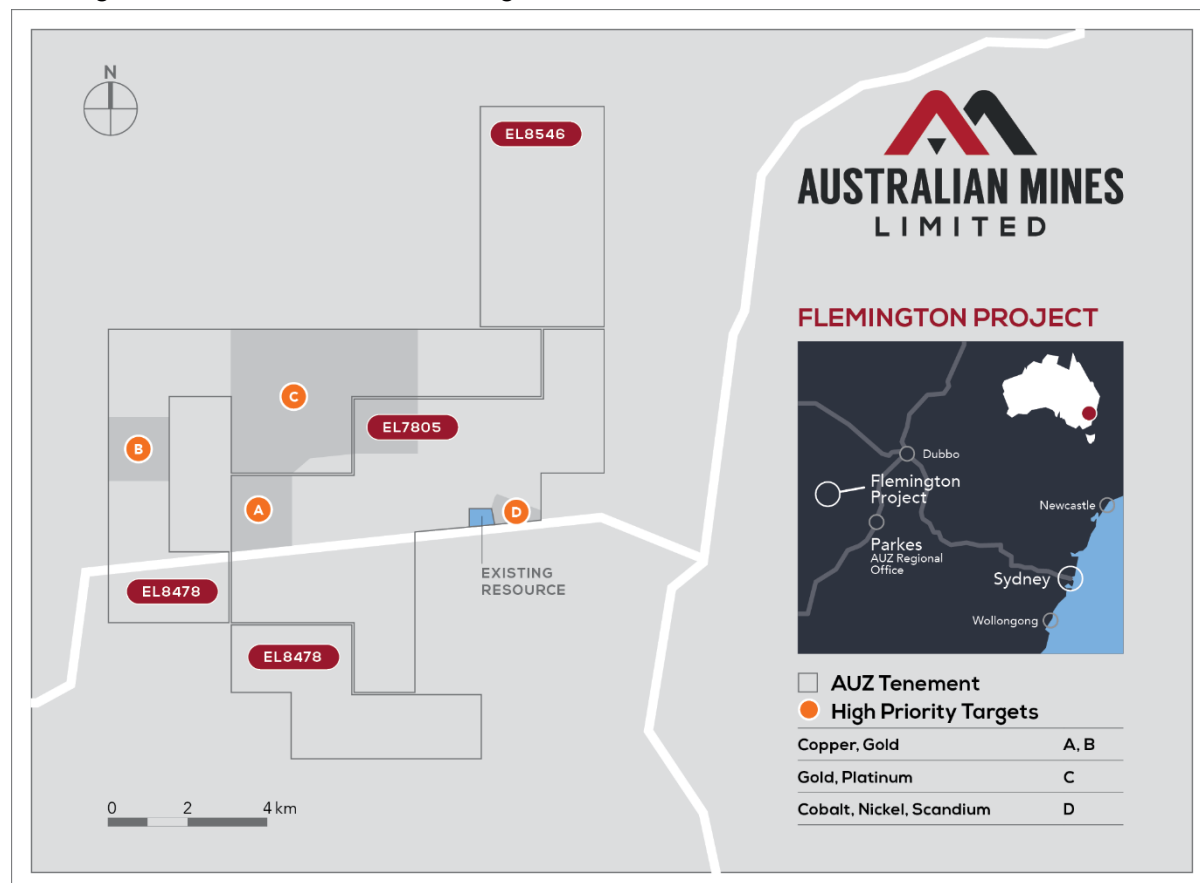 N
EL8546
C
EL7805
B
A
D
EXISTING
RESOURCE
EL8478
EL8478
0 2 4 km
AUSTRALIAN MINES
LIMITED
FLEMINGTON PROJECT
Dubbo
Flemington
Project
Newcastle
Parkes
AUZ Regional
Office
Sydney
Wollongong
AUZ Tenement
High Priority Targets
Copper, Gold A, B
Gold, Platinum C
Cobalt, Nickel, Scandium D